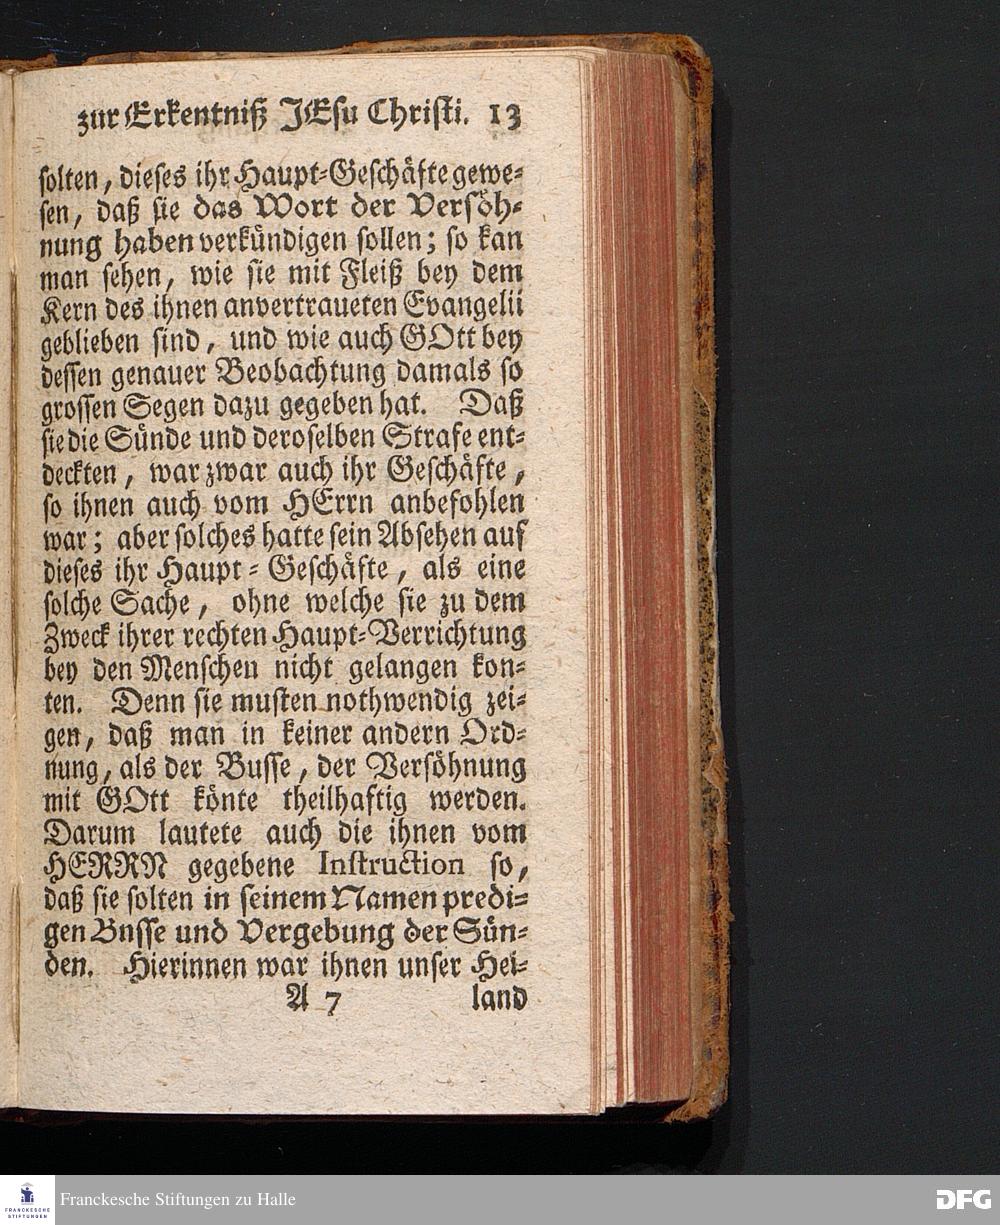 zur Erkentniß JEsu Christi. 13
solten, dieses ihr Haupt-Geschäfte gewe-
sen, daß sie das Wort der Versöh-
nung haben verkündigen sollen; so kan
man sehen, wie sie mit Fleiß bey dem
Kern des ihnen anvertraueten Evangelii
geblieben sind, und wie auch GOtt bey
dessen genauer Beobachtung damals so
grossen Segen dazu gegeben hat. Daß
sie die Sünde und deroselben Strafe ent-
deckten, war zwar auch ihr Geschäfte,
so ihnen auch vom HErrn anbefohlen
war; aber solches hatte sein Absehen auf
dieses ihr Haupt-Geschäfte, als eine
solche Sache, ohne welche sie zu dem
Zweck ihrer rechten Haupt-Verrichtung
bey den Menschen nicht gelangen kon-
ten. Denn sie musten nothwendig zei-
gen, daß man in keiner andern Ord-
nung, als der Busse, der Versöhnung
mit GOtt könte theilhaftig werden.
Darum lautete auch die ihnen vom
HERRN gegebene Instruction so,
daß sie solten in seinem Namen predi-
gen Bnsse und Vergebung der Sün-
den. Hierinnen war ihnen unser Hei-
A 7 land
FRANCKESCHE STIFTUNGEN
Franckesche Stiftungen zu Halle
DFG